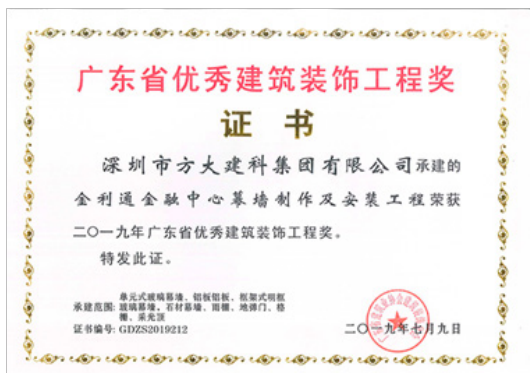 广东省优秀建筑装饰工程奖
证书
深圳市方大建科集团有限公司承建的
金利通金融中心幕墙制作及安装工程荣获
二〇一九年广东省优秀建筑装饰工程奖。
特发此证。
单元式玻璃幕墙、铝板铝板、框架式明框
承建范围: 玻璃幕墙，石材幕墙、雨棚、地弹门、格
栅、采光顶
证书编号: GDZS2019212
二〇一九年七月九日